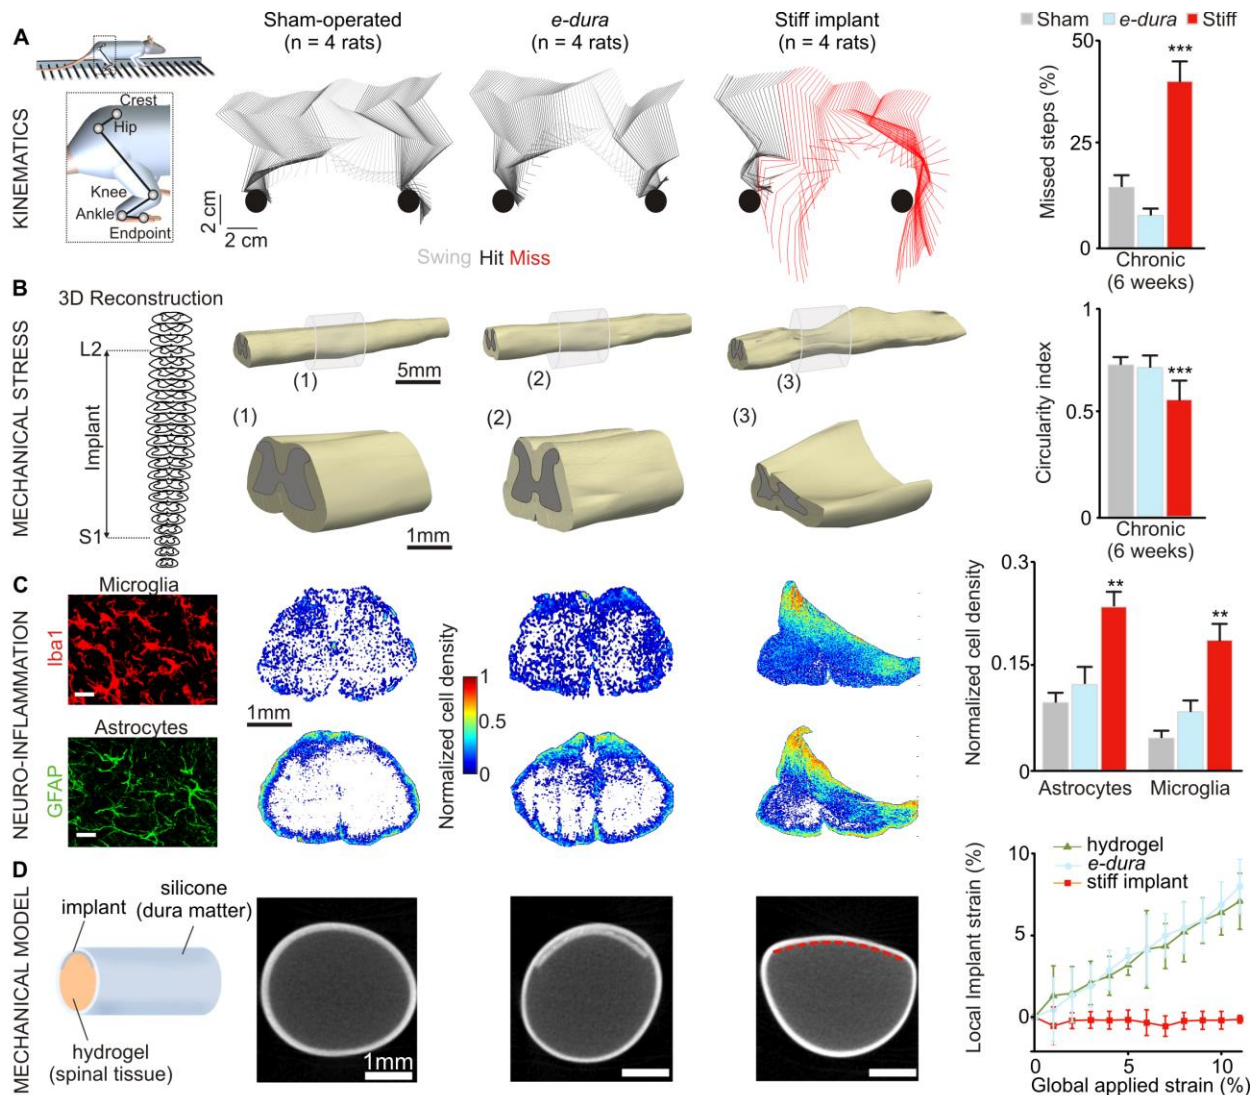 Sham-operated
(n = 4 rats)
e-dura
(n = 4 rats)
Stiff implant
(n = 4 rats)
Sham e-dura Stiff
A
KINEMATICS
Crest
Hip
Knee
Ankle
Endpoint
2 cm
2 cm
Swing Hit Miss
Missed steps (%)
50
25
0
***
Chronic
(6 weeks)
B
MECHANICAL STRESS
3D Reconstruction
L2
Implant
S1
(1)
5mm
(2)
(3)
(1)
1mm
(2)
(3)
Circularity index
1
0.5
0
***
Chronic
(6 weeks)
C
NEURO-INFLAMMATION
Microglia
Iba1
Astrocytes
GFAP
1mm
Normalized cell density
1
0.5
0
Normalized cell density
0.3
0.15
0
**
**
Astrocytes Microglia
D
MECHANICAL MODEL
implant
silicone
(dura matter)
hydrogel
(spinal tissue)
1mm
Local Implant strain (%)
10
5
0
hydrogel
e-dura
stiff implant
0 5 10
Global applied strain (%)